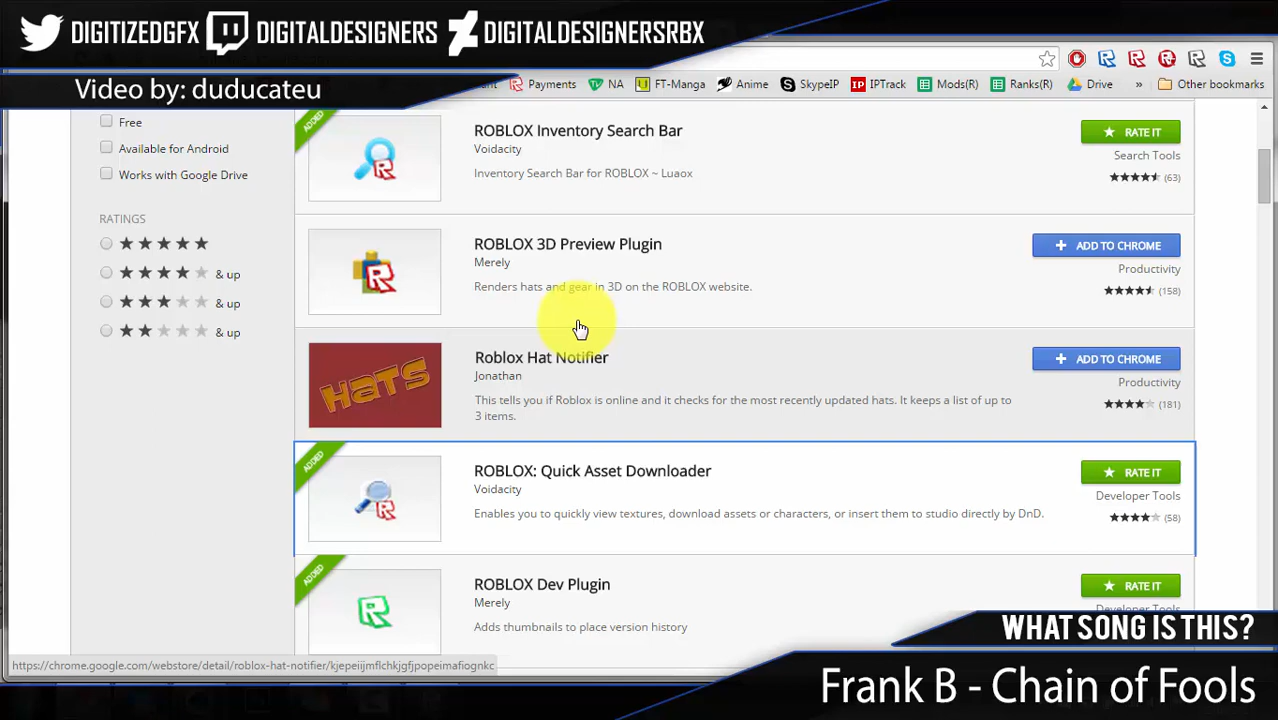 DIGITIZEDGFX DIGITALDESIGNERS DIGITALDESIGNERSRBX
Video by: duducateu
Payments NA FT-Manga Anime SkypeIP IP IPTrack Mods(R) Ranks(R) Drive » Other bookmarks
Free
Available for Android
Works with Google Drive
RATINGS
& up
& up
& up
ADDED
ROBLOX Inventory Search Bar
Voidacity
Inventory Search Bar for ROBLOX ~ Luaox
RATE IT
Search Tools
(63)
ROBLOX 3D Preview Plugin
Merely
Renders hats and gear in 3D on the ROBLOX website.
ADD TO CHROME
Productivity
(158)
HATS
Roblox Hat Notifier
Jonathan
This tells you if Roblox is online and it checks for the most recently updated hats. It keeps a list of up to
3 items.
ADD TO CHROME
Productivity
(181)
ADDED
ROBLOX: Quick Asset Downloader
Voidacity
Enables you to quickly view textures, download assets or characters, or insert them to studio directly by DnD.
RATE IT
Developer Tools
(58)
ADDED
ROBLOX Dev Plugin
Merely
Adds thumbnails to place version history
RATE IT
Developer Tools
https://chrome.google.com/webstore/detail/roblox-hat-notifier/kjepeiijmflchkjgfjpopeimafiognkc
WHAT SONG IS THIS?
Frank B - Chain of Fools